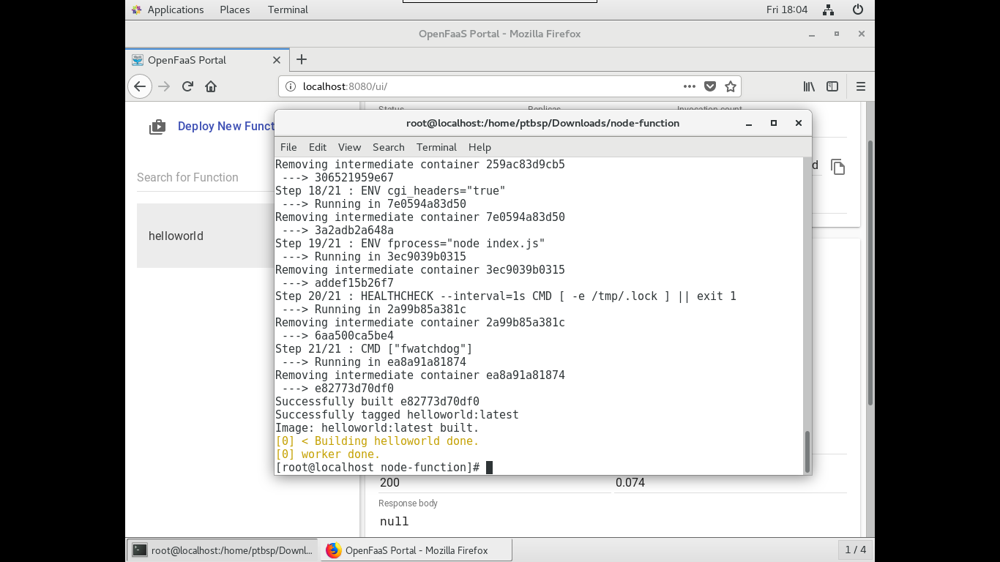 Applications Places Terminal Fri 18:04
OpenFaaS Portal - Mozilla Firefox
OpenFaaS Portal
localhost:8080/ui/
Deploy New Funct
Search for Function
helloworld
Status Replicas Invocation count
d
root@localhost:/home/ptbsp/Downloads/node-function
File Edit View Search Terminal Help
Removing intermediate container 259ac83d9cb5
---> 306521959e67
Step 18/21 : ENV cgi_headers="true"
---> Running in 7e0594a83d50
Removing intermediate container 7e0594a83d50
---> 3a2adb2a648a
Step 19/21 : ENV fprocess="node index.js"
---> Running in 3ec9039b0315
Removing intermediate container 3ec9039b0315
---> addef15b26f7
Step 20/21 : HEALTHCHECK --interval=1s CMD [ -e /tmp/.lock ] || exit 1
---> Running in 2a99b85a381c
Removing intermediate container 2a99b85a381c
---> 6aa500ca5be4
Step 21/21 : CMD ["fwatchdog"]
---> Running in ea8a91a81874
Removing intermediate container ea8a91a81874
---> e82773d70df0
Successfully built e82773d70df0
Successfully tagged helloworld:latest
Image: helloworld:latest built.
[0] < Building helloworld done.
[0] worker done.
[root@localhost node-function]#
200 0.074
Response body
null
root@localhost:/home/ptbsp/Downl... OpenFaaS Portal - Mozilla Firefox 1 / 4